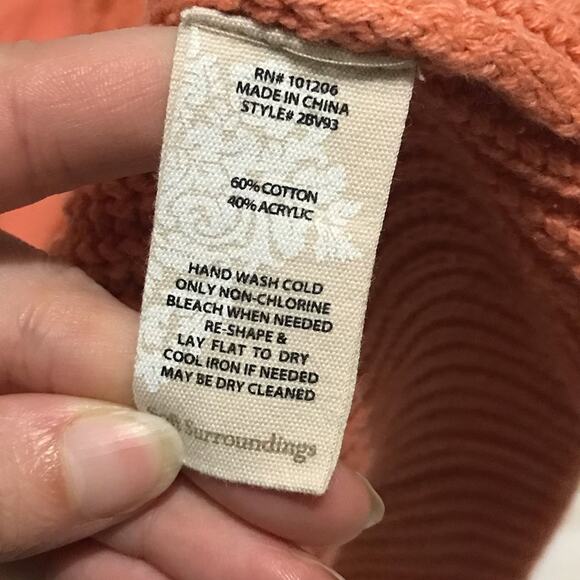 RN# 101206
MADE IN CHINA
STYLE# 2BV93
60% COTTON
40% ACRYLIC
HAND WASH COLD
ONLY NON-CHLORINE
BLEACH WHEN NEEDED
RE-SHAPE &
LAY FLAT TO DRY
COOL IRON IF NEEDED
MAY BE DRY CLEANED
Surroundings